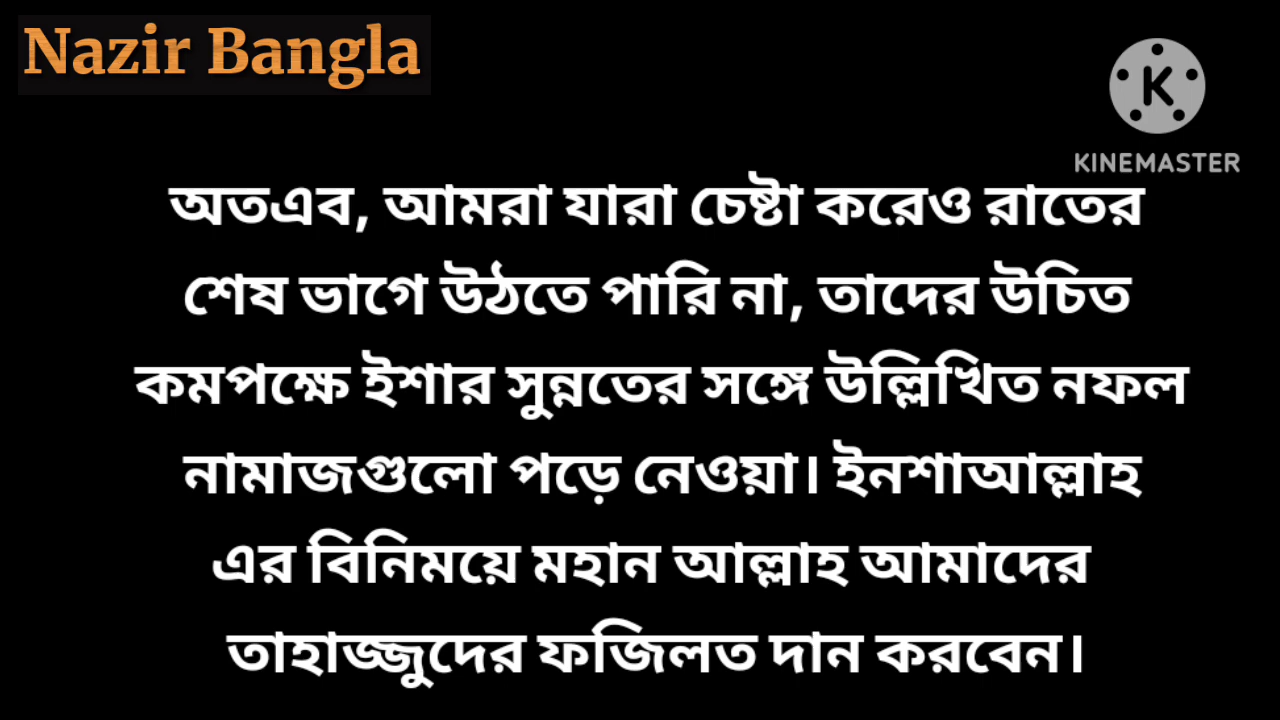 Nazir Bangla
K
KINEMASTER
অতএব, আমরা যারা চেষ্টা করেও রাতের
শেষ ভাগে উঠতে পারি না, তাদের উচিত
কমপক্ষে ইশার সুন্নতের সঙ্গে উল্লিখিত নফল
নামাজগুলো পড়ে নেওয়া। ইনশাআল্লাহ
এর বিনিময়ে মহান আল্লাহ আমাদের
তাহাজ্জুদের ফজিলত দান করবেন।